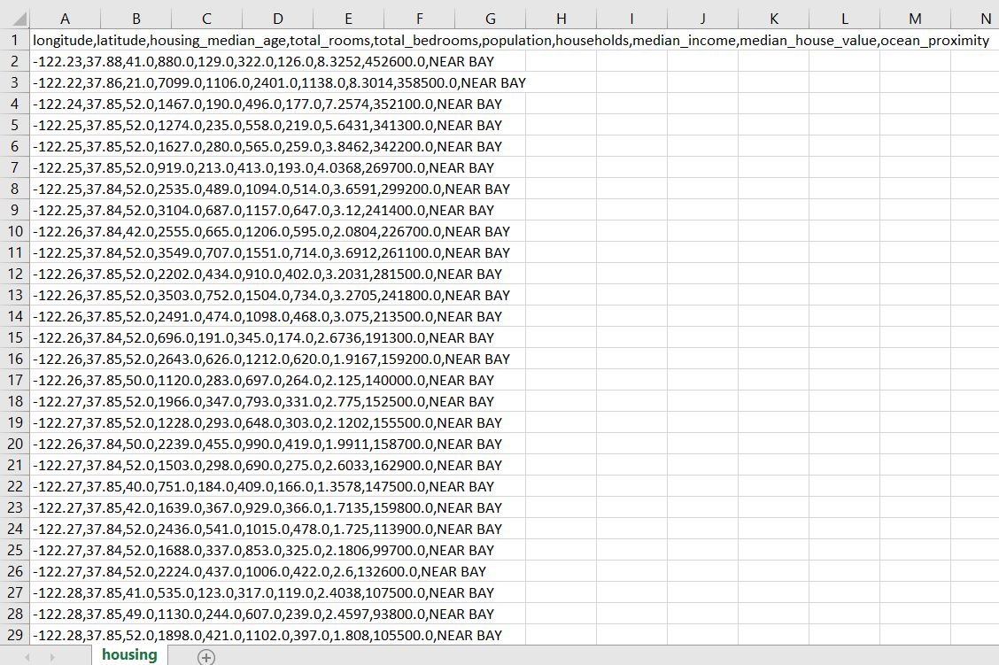 A B C D E F G H I J K L M N
1 longitude,latitude,housing_median_age,total_rooms,total_bedrooms,population,households,median_income,median_house_value,ocean_proximity
2 -122.23,37.88,41.0,880.0,129.0,322.0,126.0,8.3252,452600.0,NEAR BAY
3 -122.22,37.86,21.0,7099.0,1106.0,2401.0,1138.0,8.3014,358500.0,NEAR BAY
4 -122.24,37.85,52.0,1467.0,190.0,496.0,177.0,7.2574,352100.0,NEAR BAY
5 -122.25,37.85,52.0,1274.0,235.0,558.0,219.0,5.6431,341300.0,NEAR BAY
6 -122.25,37.85,52.0,1627.0,280.0,565.0,259.0,3.8462,342200.0,NEAR BAY
7 -122.25,37.85,52.0,919.0,213.0,413.0,193.0,4.0368,269700.0,NEAR BAY
8 -122.25,37.84,52.0,2535.0,489.0,1094.0,514.0,3.6591,299200.0,NEAR BAY
9 -122.25,37.84,52.0,3104.0,687.0,1157.0,647.0,3.12,241400.0,NEAR BAY
10 -122.26,37.84,42.0,2555.0,665.0,1206.0,595.0,2.0804,226700.0,NEAR BAY
11 -122.25,37.84,52.0,3549.0,707.0,1551.0,714.0,3.6912,261100.0,NEAR BAY
12 -122.26,37.85,52.0,2202.0,434.0,910.0,402.0,3.2031,281500.0,NEAR BAY
13 -122.26,37.85,52.0,3503.0,752.0,1504.0,734.0,3.2705,241800.0,NEAR BAY
14 -122.26,37.85,52.0,2491.0,474.0,1098.0,468.0,3.075,213500.0,NEAR BAY
15 -122.26,37.84,52.0,696.0,191.0,345.0,174.0,2.6736,191300.0,NEAR BAY
16 -122.26,37.85,52.0,2643.0,626.0,1212.0,620.0,1.9167,159200.0,NEAR BAY
17 -122.26,37.85,50.0,1120.0,283.0,697.0,264.0,2.125,140000.0,NEAR BAY
18 -122.27,37.85,52.0,1966.0,347.0,793.0,331.0,2.775,152500.0,NEAR BAY
19 -122.27,37.85,52.0,1228.0,293.0,648.0,303.0,2.1202,155500.0,NEAR BAY
20 -122.26,37.84,50.0,2239.0,455.0,990.0,419.0,1.9911,158700.0,NEAR BAY
21 -122.27,37.84,52.0,1503.0,298.0,690.0,275.0,2.6033,162900.0,NEAR BAY
22 -122.27,37.85,40.0,751.0,184.0,409.0,166.0,1.3578,147500.0,NEAR BAY
23 -122.27,37.85,42.0,1639.0,367.0,929.0,366.0,1.7135,159800.0,NEAR BAY
24 -122.27,37.84,52.0,2436.0,541.0,1015.0,478.0,1.725,113900.0,NEAR BAY
25 -122.27,37.84,52.0,1688.0,337.0,853.0,325.0,2.1806,99700.0,NEAR BAY
26 -122.27,37.84,52.0,2224.0,437.0,1006.0,422.0,2.6,132600.0,NEAR BAY
27 -122.28,37.85,41.0,535.0,123.0,317.0,119.0,2.4038,107500.0,NEAR BAY
28 -122.28,37.85,49.0,1130.0,244.0,607.0,239.0,2.4597,93800.0,NEAR BAY
29 -122.28,37.85,52.0,1898.0,421.0,1102.0,397.0,1.808,105500.0,NEAR BAY
housing